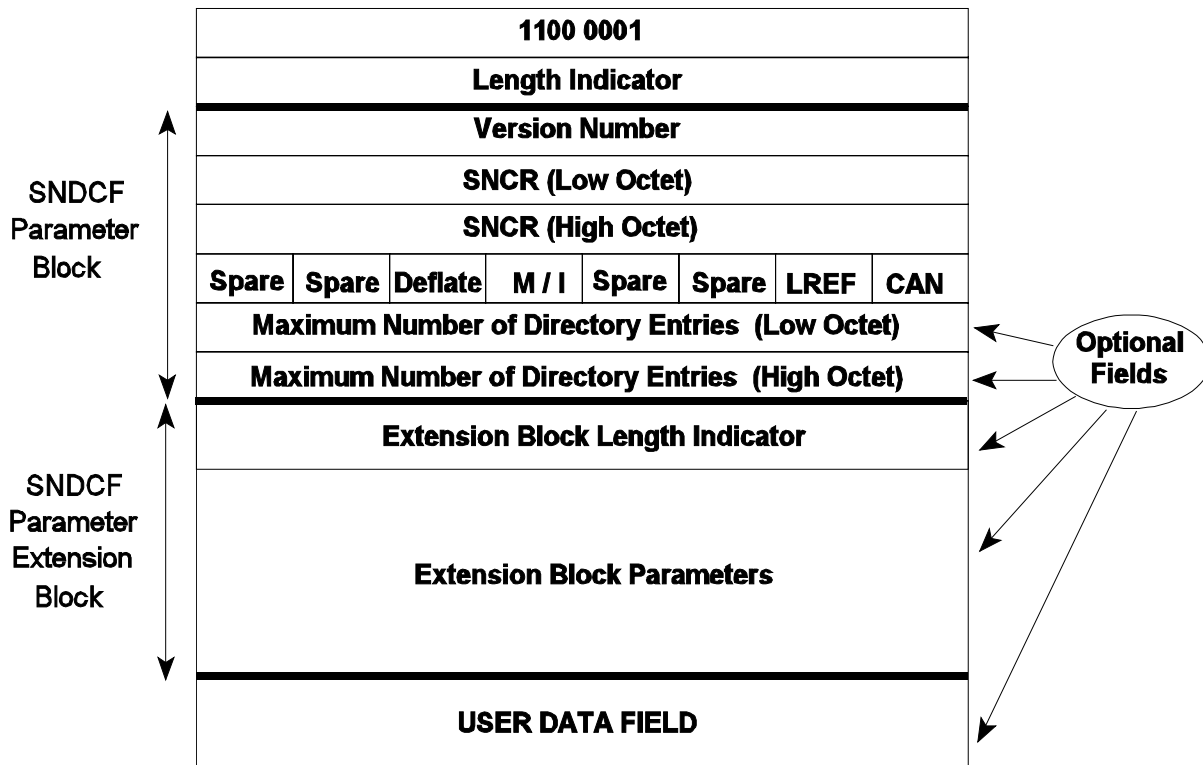 1100 0001
Length Indicator
Version Number
SNCR (Low Octet)
SNCR (High Octet)
Spare Spare Deflate M / I Spare Spare LREF CAN
Maximum Number of Directory Entries (Low Octet)
Maximum Number of Directory Entries (High Octet)
Extension Block Length Indicator
Extension Block Parameters
USER DATA FIELD
SNDCF
Parameter
Block
SNDCF
Parameter
Extension
Block
Optional
Fields